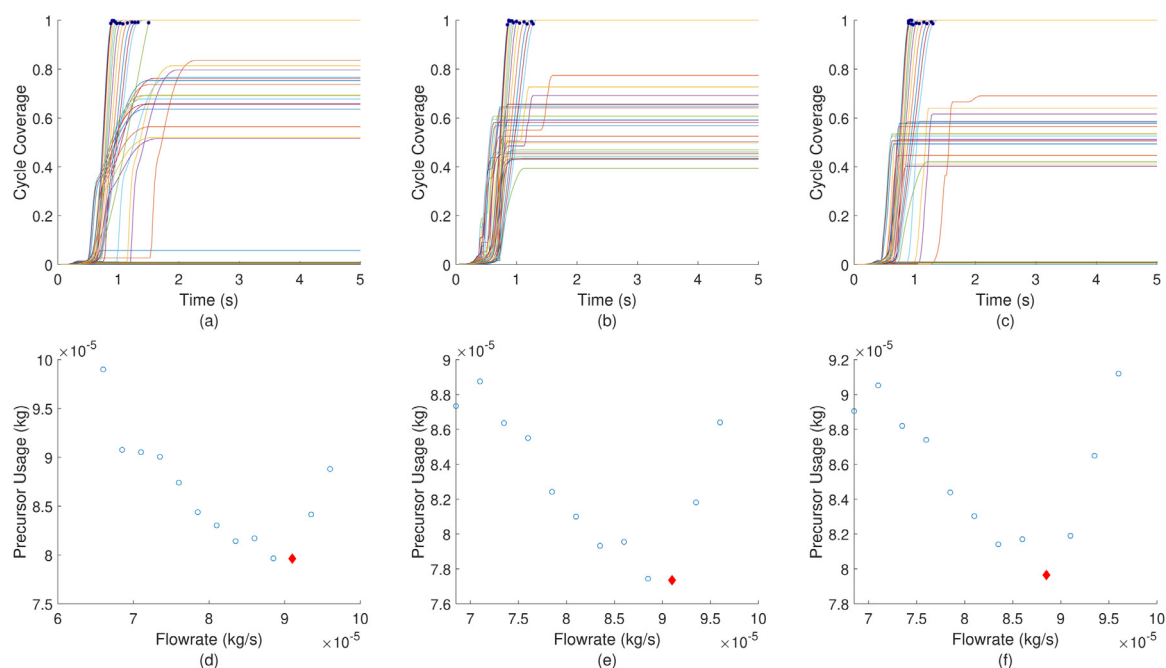 1
0.8
0.6
0.4
0.2
0
Cycle Coverage
0 1 2 3 4 5
Time (s)
(a)
1
0.8
0.6
0.4
0.2
0
Cycle Coverage
0 1 2 3 4 5
Time (s)
(b)
1
0.8
0.6
0.4
0.2
0
Cycle Coverage
0 1 2 3 4 5
Time (s)
(c)
×10⁻⁵
10
9.5
9
8.5
8
7.5
Precursor Usage (kg)
6 7 8 9 10
Flowrate (kg/s) ×10⁻⁵
(d)
×10⁻⁵
9
8.8
8.6
8.4
8.2
8
7.8
7.6
Precursor Usage (kg)
7 7.5 8 8.5 9 9.5 10
Flowrate (kg/s) ×10⁻⁵
(e)
×10⁻⁵
9.2
9
8.8
8.6
8.4
8.2
8
7.8
Precursor Usage (kg)
7 7.5 8 8.5 9 9.5 10
Flowrate (kg/s) ×10⁻⁵
(f)